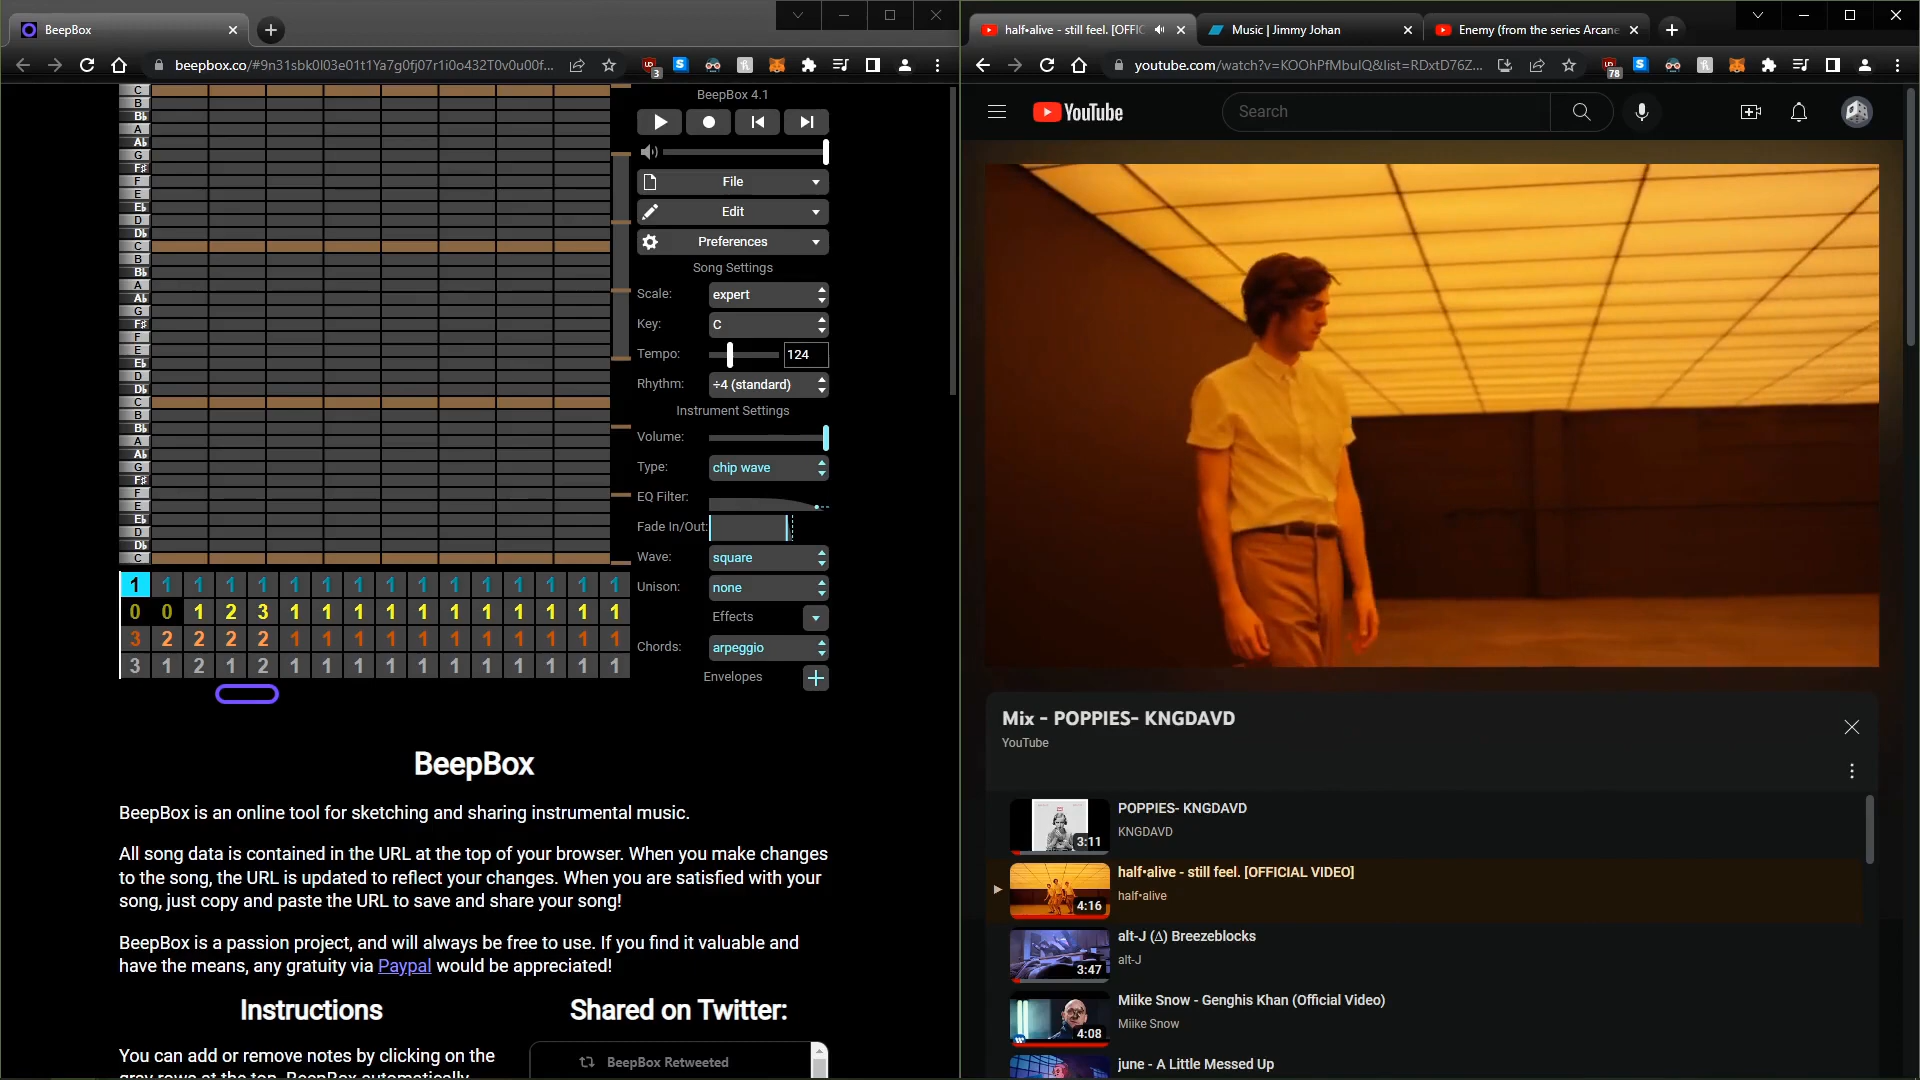 BeepBox
beepbox.co/#9n31sbk0l03e01t1Ya7g0fj07r1i0o432T0v0u00f...
3
C
B
B♭
A
A♭
G
F♯
F
E
E♭
D
D♭
C
B
B♭
A
A♭
G
F♯
F
E
E♭
D
D♭
C
B
B♭
A
A♭
G
F♯
F
E
E♭
D
D♭
C
1 1 1 1 1 1 1 1 1 1 1 1 1 1 1 1
0 0 1 2 3 1 1 1 1 1 1 1 1 1 1 1
3 2 2 2 2 1 1 1 1 1 1 1 1 1 1 1
3 1 2 1 2 1 1 1 1 1 1 1 1 1 1 1
BeepBox 4.1
File
Edit
Preferences
Song Settings
Scale: expert
Key: C
Tempo: 124
Rhythm: ÷4 (standard)
Instrument Settings
Volume:
Type: chip wave
EQ Filter:
Fade In/Out:
Wave: square
Unison: none
Effects
Chords: arpeggio
Envelopes
BeepBox
BeepBox is an online tool for sketching and sharing instrumental music.
All song data is contained in the URL at the top of your browser. When you make changes
to the song, the URL is updated to reflect your changes. When you are satisfied with your
song, just copy and paste the URL to save and share your song!
BeepBox is a passion project, and will always be free to use. If you find it valuable and
have the means, any gratuity via Paypal would be appreciated!
Instructions
You can add or remove notes by clicking on the
gray rows at the top. BeepBox automatically
Shared on Twitter:
BeepBox Retweeted
half•alive - still feel. [OFFIC
Music | Jimmy Johan
Enemy (from the series Arcane
youtube.com/watch?v=KOOhPfMbuIQ&list=RDxtD76Z...
78
YouTube
Search
Mix - POPPIES- KNGDAVD
YouTube
POPPIES- KNGDAVD
KNGDAVD
3:11
half•alive - still feel. [OFFICIAL VIDEO]
half•alive
4:16
alt-J (∆) Breezeblocks
alt-J
3:47
Miike Snow - Genghis Khan (Official Video)
Miike Snow
4:08
june - A Little Messed Up